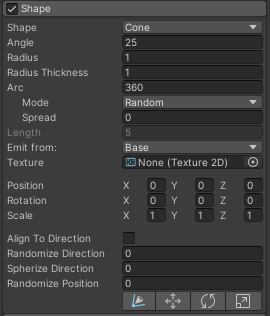 Shape
Shape Cone
Angle 25
Radius 1
Radius Thickness 1
Arc 360
Mode Random
Spread 0
Length 5
Emit from: Base
Texture None (Texture 2D)
Position X 0 Y 0 Z 0
Rotation X 0 Y 0 Z 0
Scale X 1 Y 1 Z 1
Align To Direction
Randomize Direction 0
Spherize Direction 0
Randomize Position 0